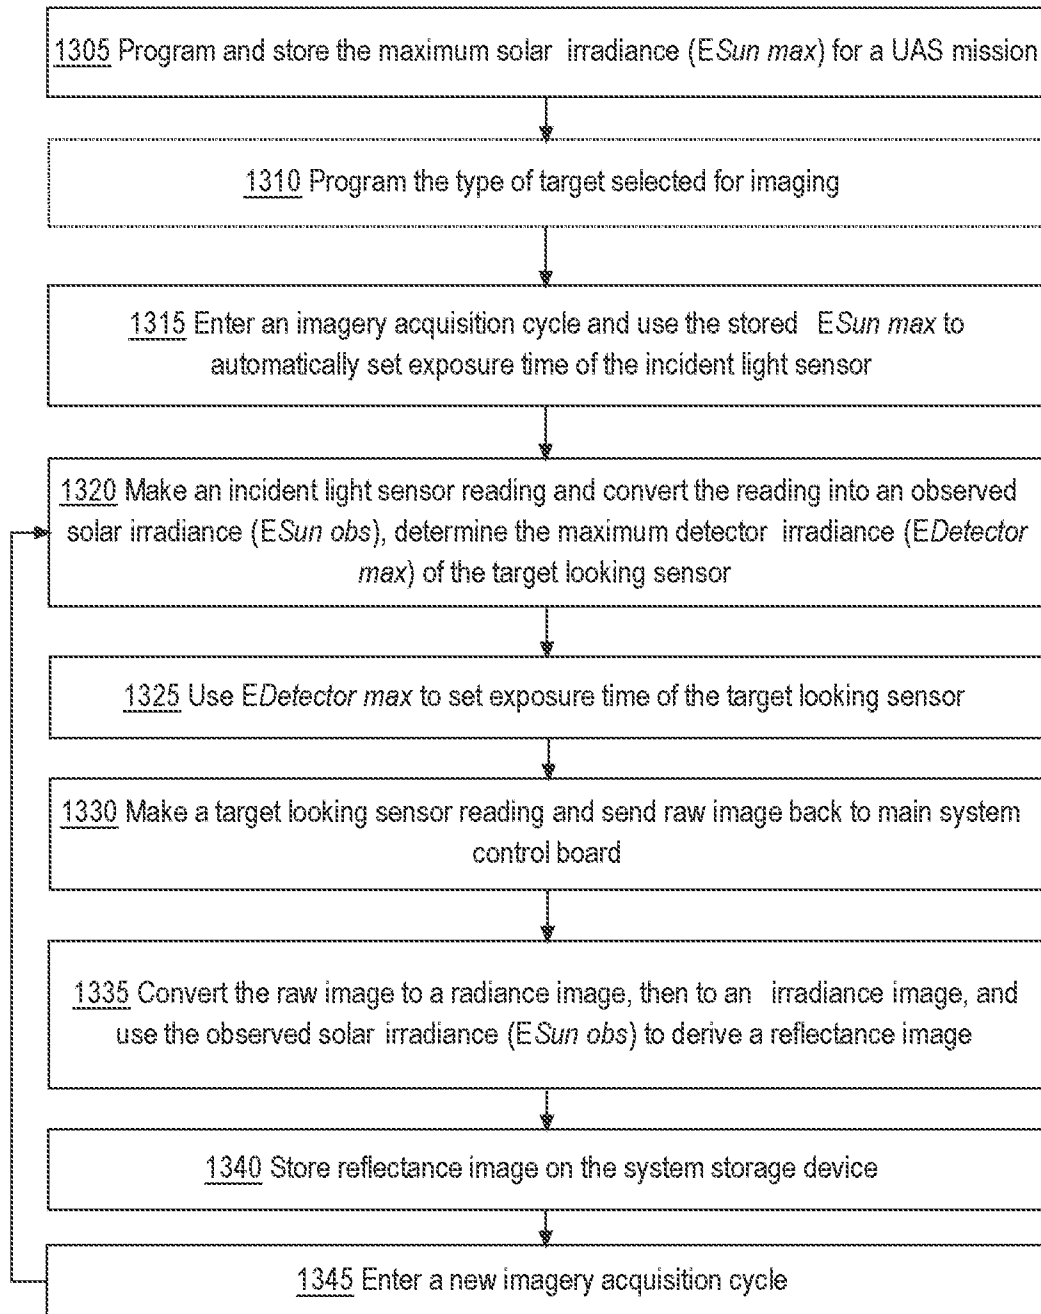 1305 Program and store the maximum solar irradiance (ESun max) for a UAS mission
1310 Program the type of target selected for imaging
1315 Enter an imagery acquisition cycle and use the stored ESun max to
automatically set exposure time of the incident light sensor
1320 Make an incident light sensor reading and convert the reading into an observed
solar irradiance (ESun obs), determine the maximum detector irradiance (EDetector
max) of the target looking sensor
1325 Use EDetector max to set exposure time of the target looking sensor
1330 Make a target looking sensor reading and send raw image back to main system
control board
1335 Convert the raw image to a radiance image, then to an irradiance image, and
use the observed solar irradiance (ESun obs) to derive a reflectance image
1340 Store reflectance image on the system storage device
1345 Enter a new imagery acquisition cycle